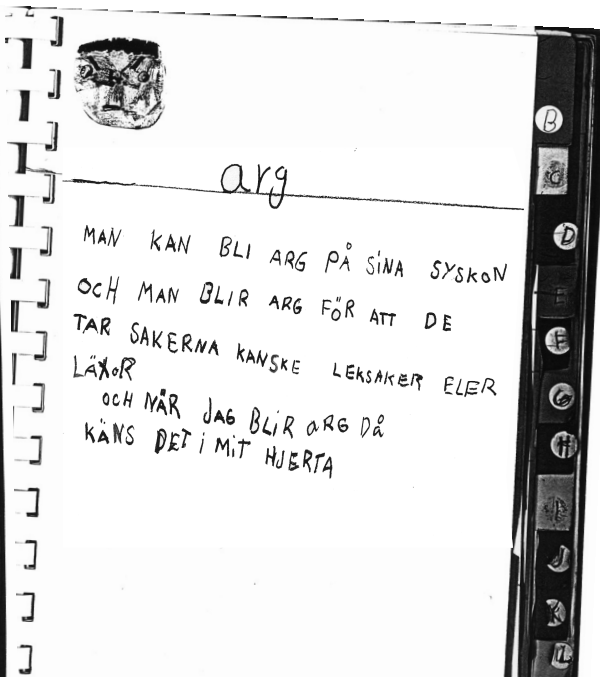 arg
MAN KAN BLI ARG PÅ SiNA SYSKON
OCH MAN BLIR ARG FÖR ATT DE
TAR SAKERNA KANSKE LEKSAKER ELER
LÄXOR
OCH NÄR JAG BLiR ARG DÅ
KÄNS DET i MiT HJERTA
B
C
D
E
F
G
H
I
J
K
L